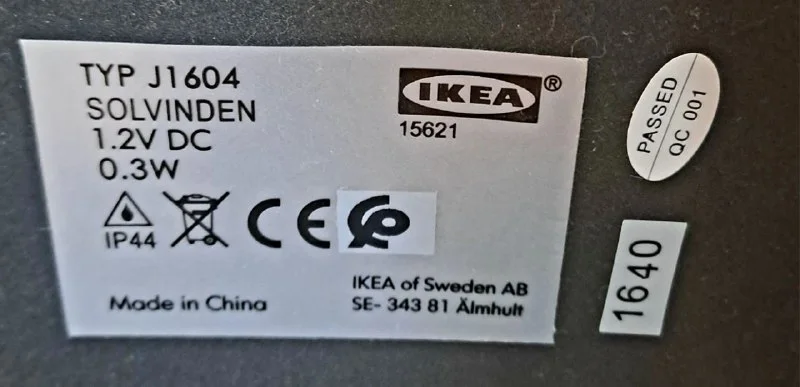 TYP J1604
SOLVINDEN
1.2V DC
0.3W
IP44
CE
IKEA®
15621
Made in China
IKEA of Sweden AB
SE- 343 81 Älmhult
PASSED
QC 001
1640